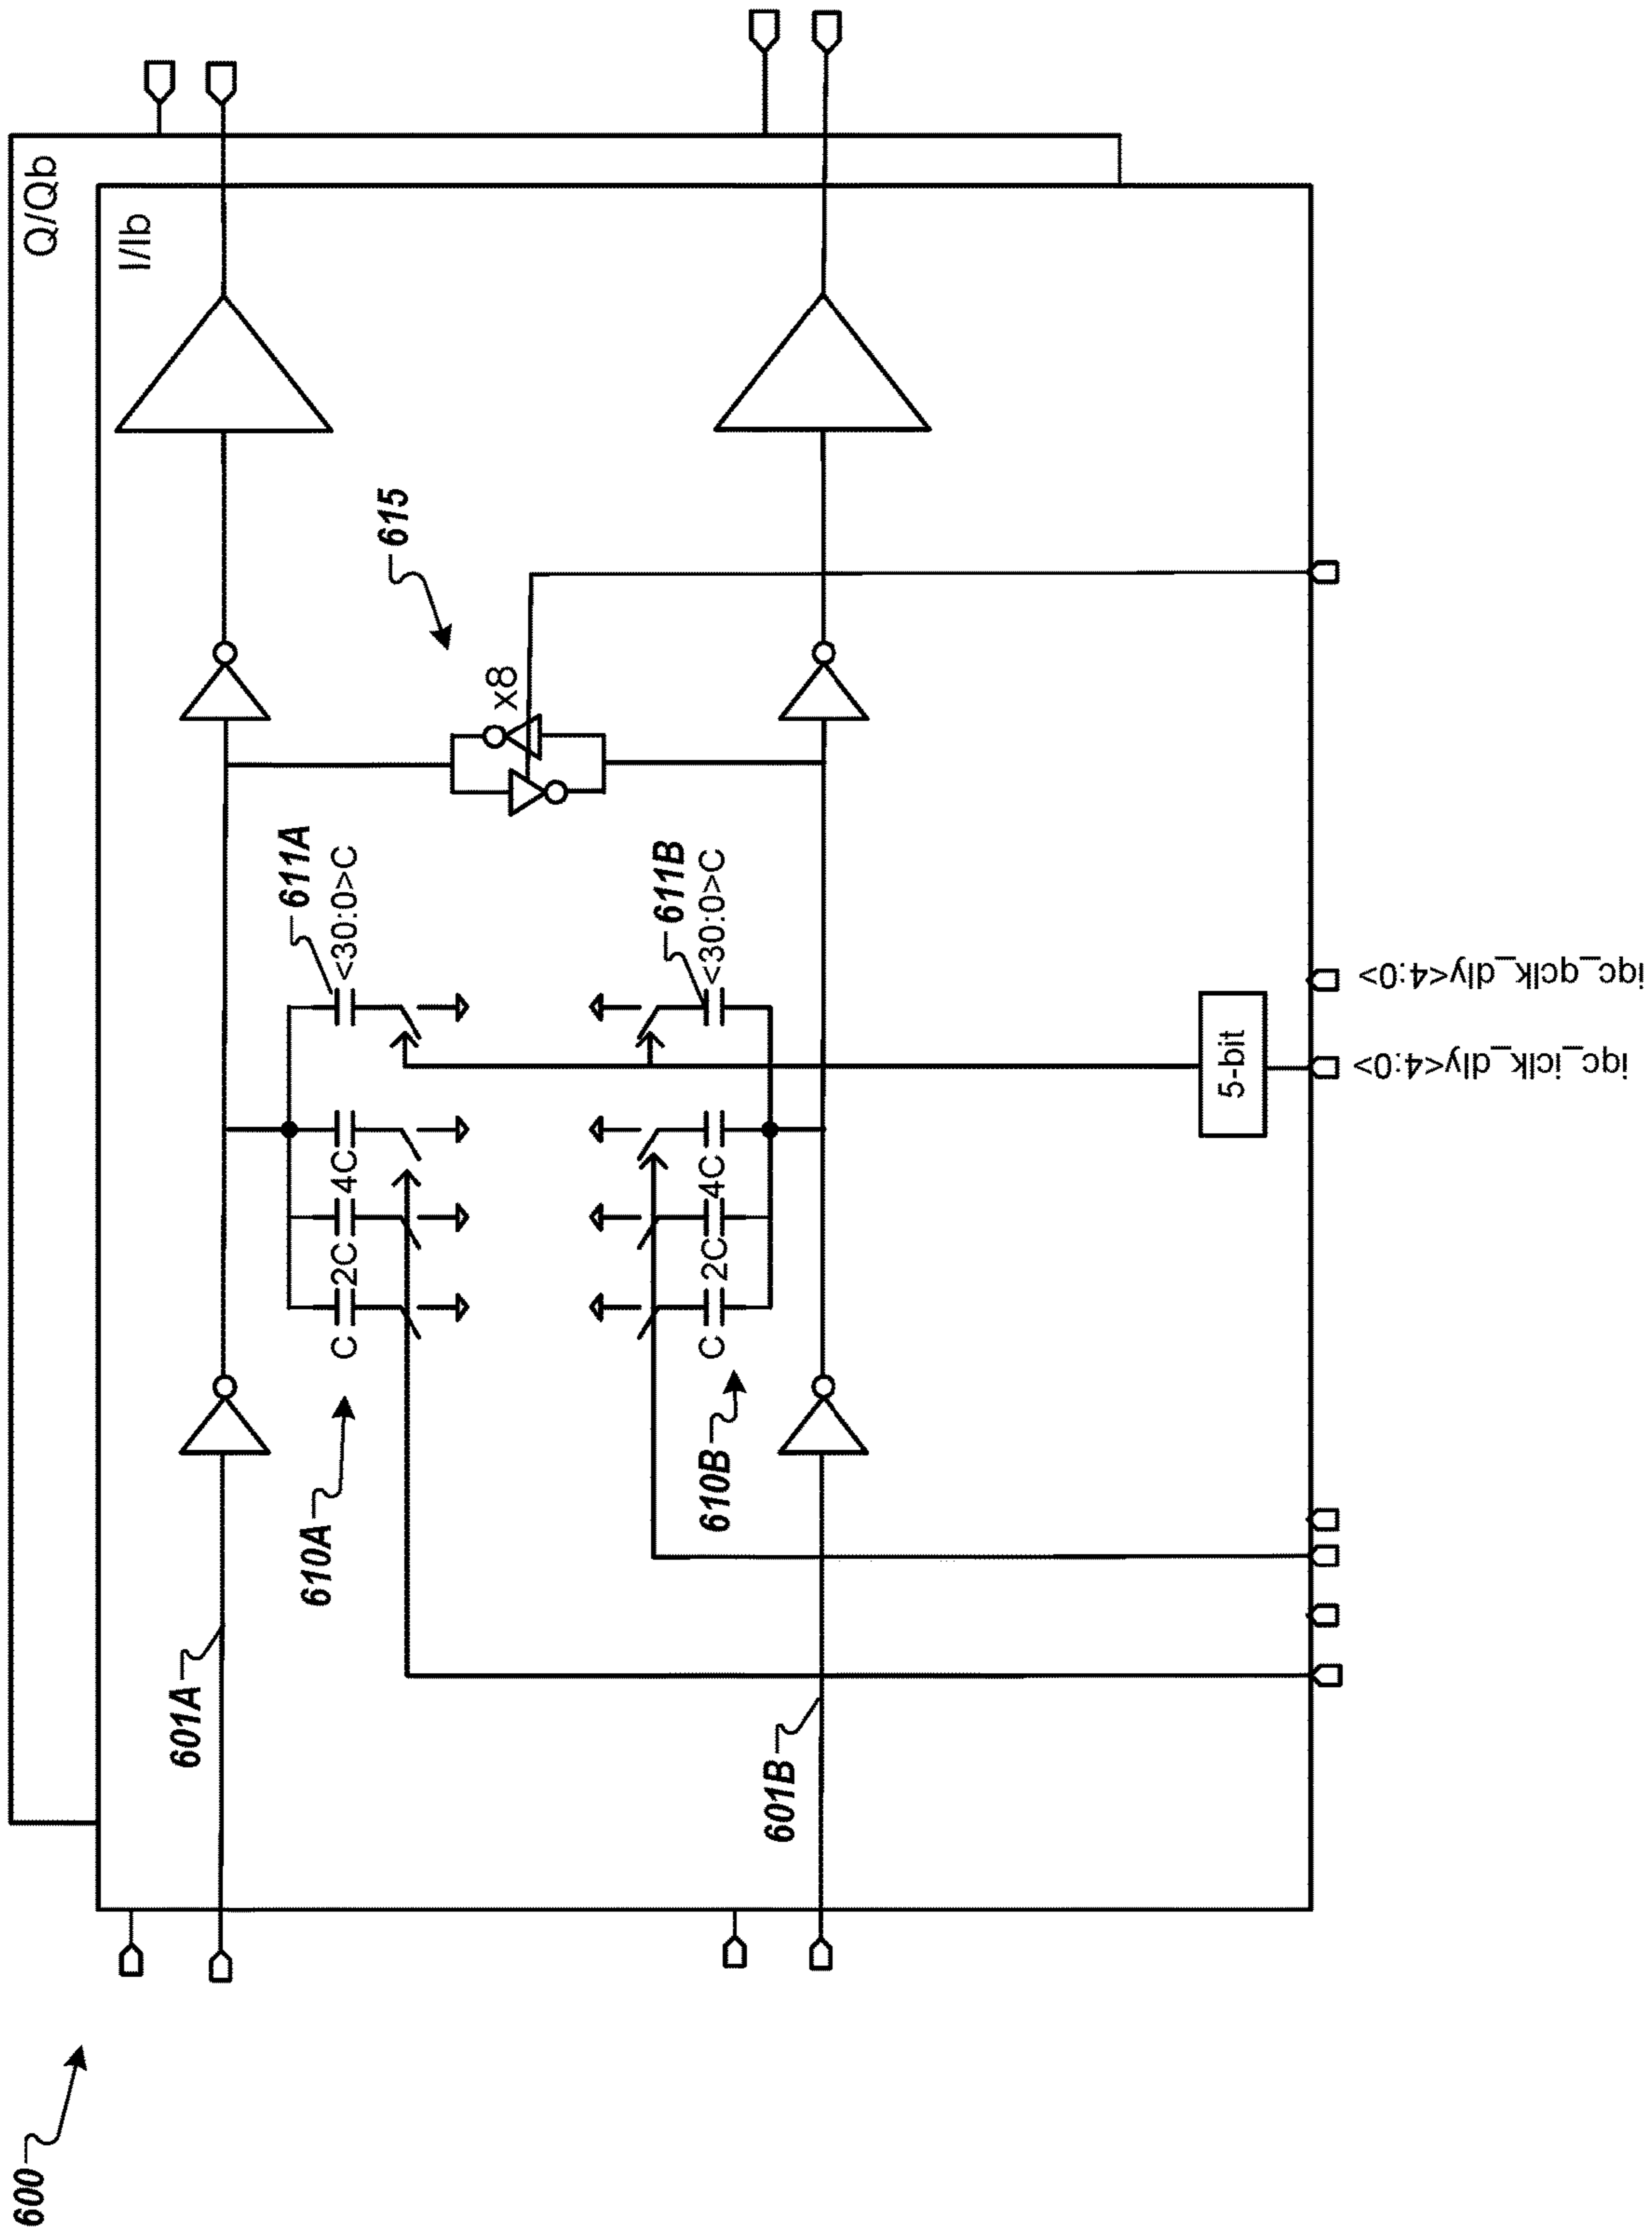 600
Q/Qb
I/Ib
601A
610A
C
2C
4C
<30:0>C
611A
615
x8
601B
610B
C
2C
4C
<30:0>C
611B
5-bit
iqc_iclk_dly<4:0>
iqc_qclk_dly<4:0>